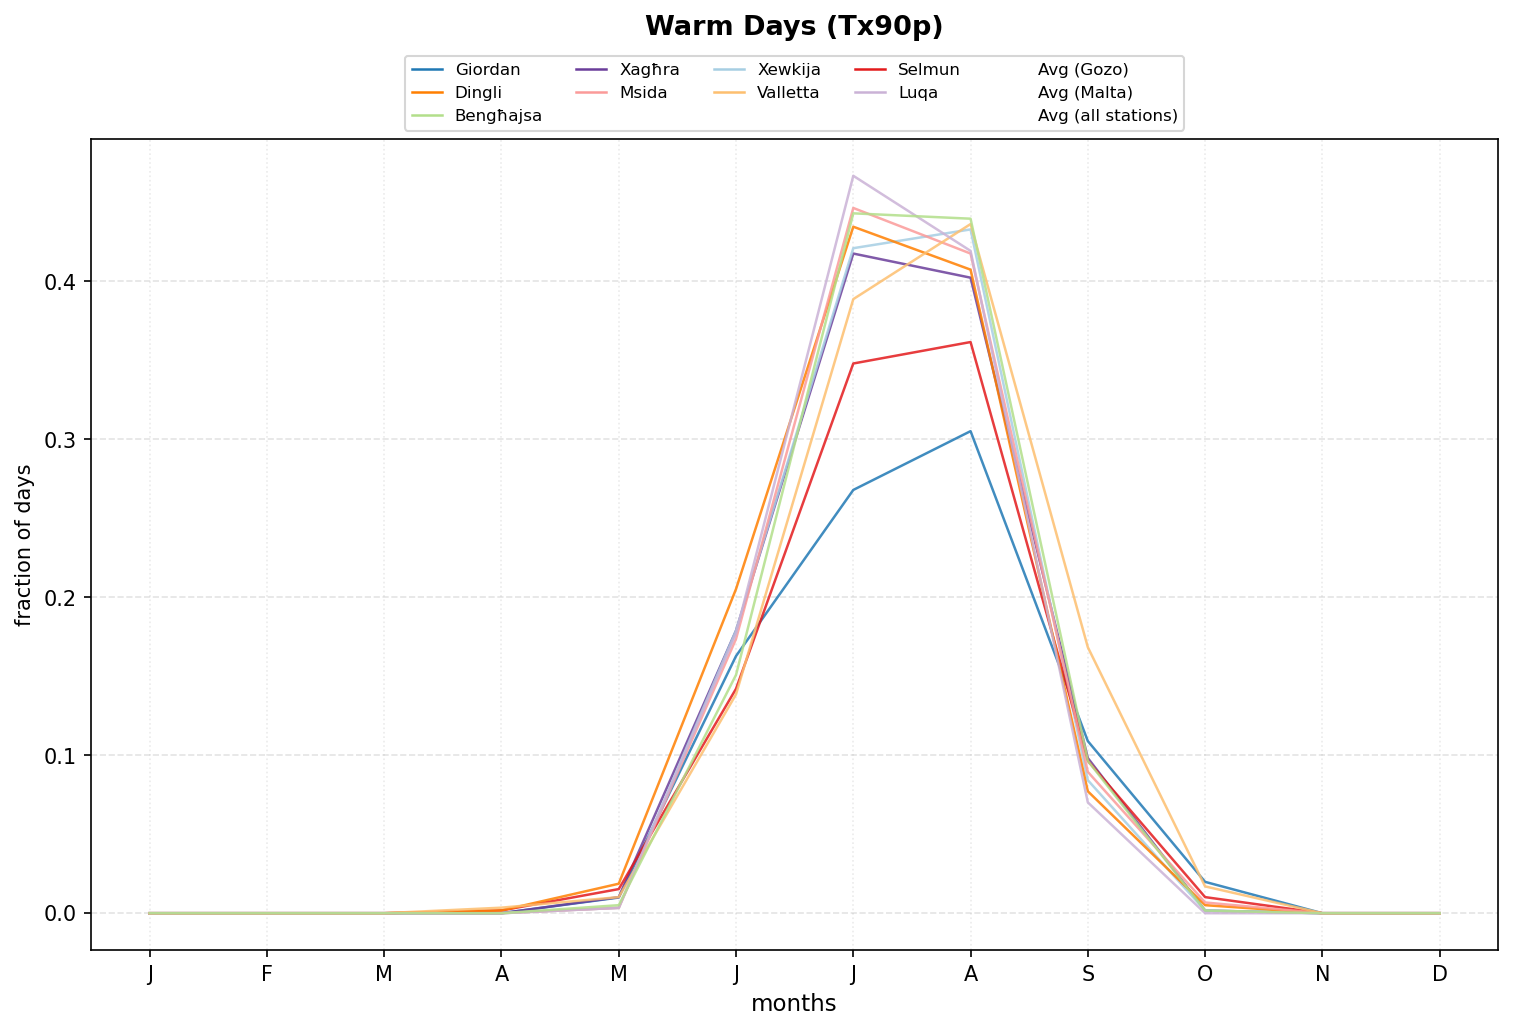 Warm Days (Tx90p)
Giordan
Dingli
Bengħajsa
Xagħra
Msida
Xewkija
Valletta
Selmun
Luqa
Avg (Gozo)
Avg (Malta)
Avg (all stations)
fraction of days
0.4
0.3
0.2
0.1
0.0
J F M A M J J A S O N D
months